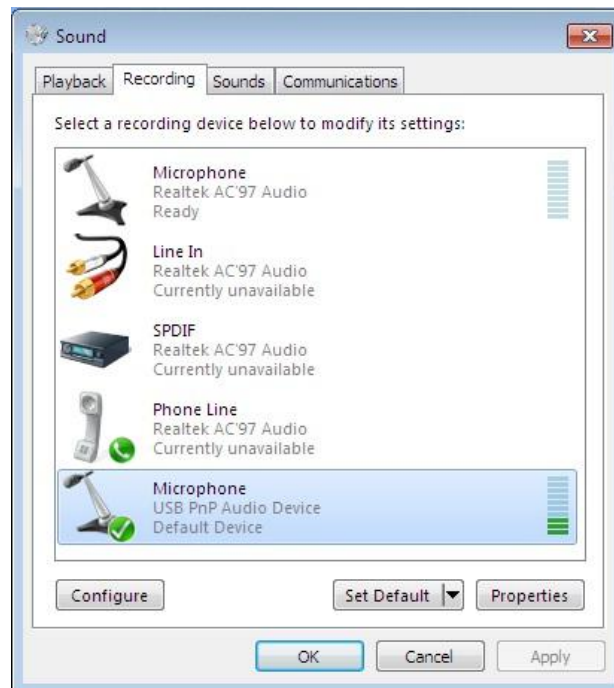 Sound
Playback
Recording
Sounds
Communications
Select a recording device below to modify its settings:
Microphone
Realtek AC'97 Audio
Ready
Line In
Realtek AC'97 Audio
Currently unavailable
SPDIF
Realtek AC'97 Audio
Currently unavailable
Phone Line
Realtek AC'97 Audio
Currently unavailable
Microphone
USB PnP Audio Device
Default Device
Configure
Set Default
Properties
OK
Cancel
Apply